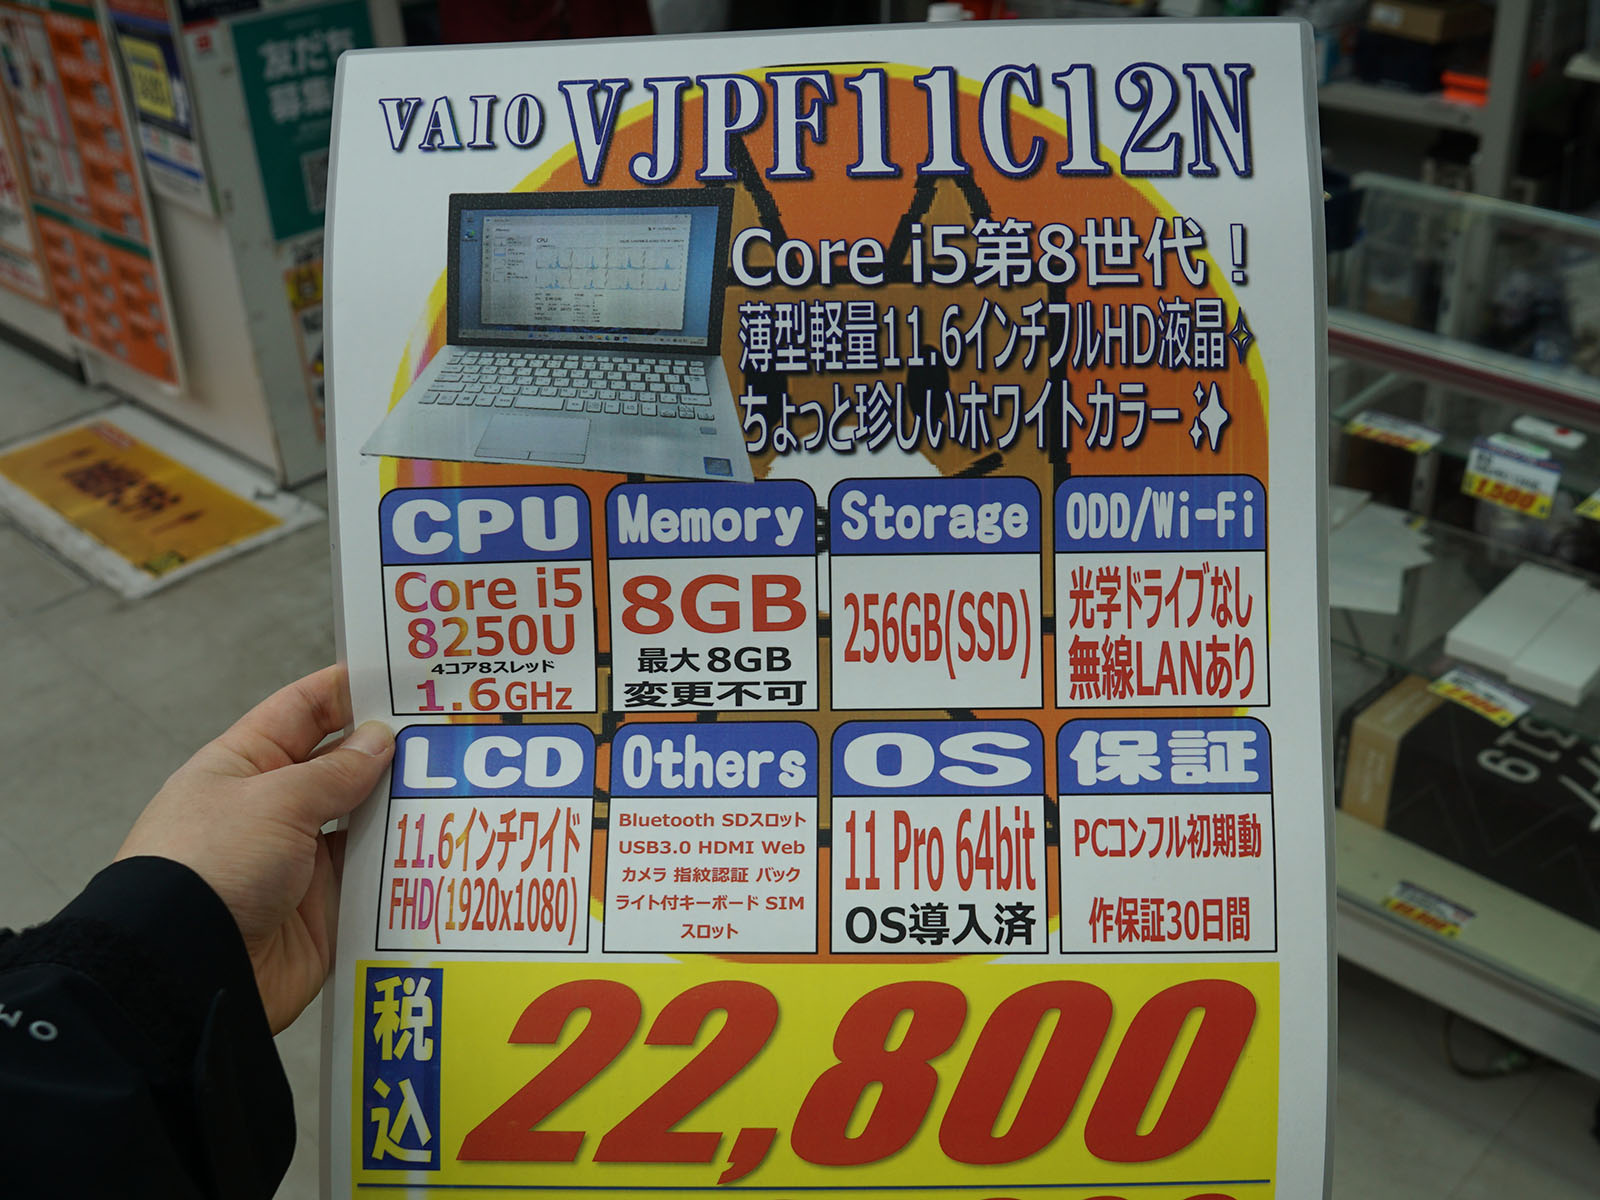 VAIO VJPF11C12N
Core i5第8世代！
薄型軽量11.6インチフルHD液晶
ちょっと珍しいホワイトカラー
CPU
Core i5
8250U
4コア8スレッド
1.6GHz
Memory
8GB
最大8GB
変更不可
Storage
256GB(SSD)
ODD/Wi-Fi
光学ドライブなし
無線LANあり
LCD
11.6インチワイド
FHD(1920x1080)
Others
Bluetooth SDスロット
USB3.0 HDMI Web
カメラ 指紋認証 バック
ライト付キーボード SIM
スロット
OS
11 Pro 64bit
OS導入済
保証
PCコンフル初期動
作保証30日間
税込
22,800
友だち
募集
1,500
319